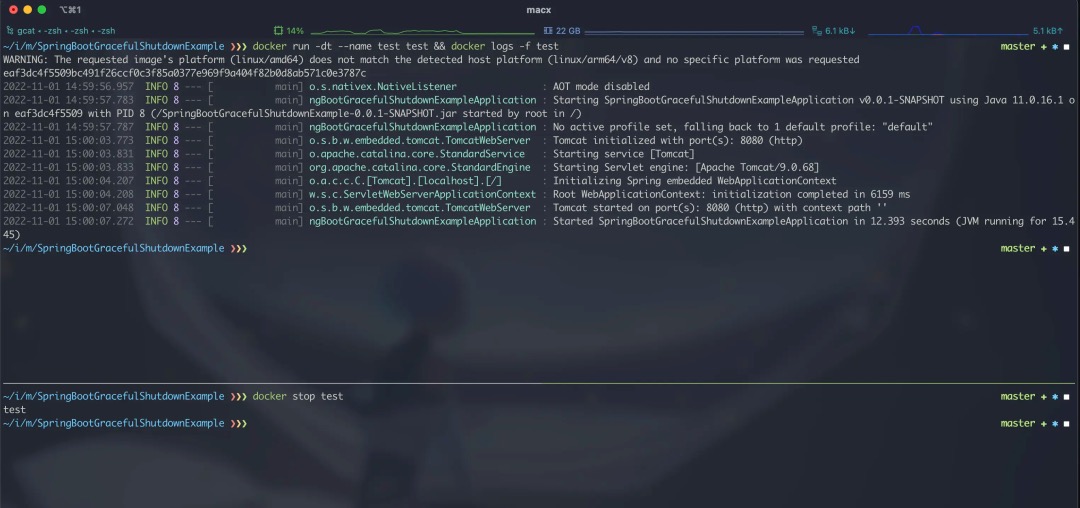 ⌥⌘1
macx
gcat • -zsh • -zsh • -zsh
14%
22 GB
6.1 kB↓
5.1 kB↑
~/i/m/SpringBootGracefulShutdownExample ❯❯❯ docker run -dt --name test test && docker logs -f test master + ✱ ■
WARNING: The requested image's platform (linux/amd64) does not match the detected host platform (linux/arm64/v8) and no specific platform was requested
eaf3dc4f5509bc491f26ccf0c3f85a0377e969f9a404f82b0d8ab571c0e3787c
2022-11-01 14:59:56.957 INFO 8 --- [ main] o.s.nativex.NativeListener : AOT mode disabled
2022-11-01 14:59:57.783 INFO 8 --- [ main] ngBootGracefulShutdownExampleApplication : Starting SpringBootGracefulShutdownExampleApplication v0.0.1-SNAPSHOT using Java 11.0.16.1 o
n eaf3dc4f5509 with PID 8 (/SpringBootGracefulShutdownExample-0.0.1-SNAPSHOT.jar started by root in /)
2022-11-01 14:59:57.787 INFO 8 --- [ main] ngBootGracefulShutdownExampleApplication : No active profile set, falling back to 1 default profile: "default"
2022-11-01 15:00:03.773 INFO 8 --- [ main] o.s.b.w.embedded.tomcat.TomcatWebServer : Tomcat initialized with port(s): 8080 (http)
2022-11-01 15:00:03.831 INFO 8 --- [ main] o.apache.catalina.core.StandardService : Starting service [Tomcat]
2022-11-01 15:00:03.833 INFO 8 --- [ main] org.apache.catalina.core.StandardEngine : Starting Servlet engine: [Apache Tomcat/9.0.68]
2022-11-01 15:00:04.207 INFO 8 --- [ main] o.a.c.c.C.[Tomcat].[localhost].[/] : Initializing Spring embedded WebApplicationContext
2022-11-01 15:00:04.208 INFO 8 --- [ main] w.s.c.ServletWebServerApplicationContext : Root WebApplicationContext: initialization completed in 6159 ms
2022-11-01 15:00:07.048 INFO 8 --- [ main] o.s.b.w.embedded.tomcat.TomcatWebServer : Tomcat started on port(s): 8080 (http) with context path ''
2022-11-01 15:00:07.272 INFO 8 --- [ main] ngBootGracefulShutdownExampleApplication : Started SpringBootGracefulShutdownExampleApplication in 12.393 seconds (JVM running for 15.4
45)
~/i/m/SpringBootGracefulShutdownExample ❯❯❯ master + ✱ ■
~/i/m/SpringBootGracefulShutdownExample ❯❯❯ docker stop test master + ✱ ■
test
~/i/m/SpringBootGracefulShutdownExample ❯❯❯ master + ✱ ■